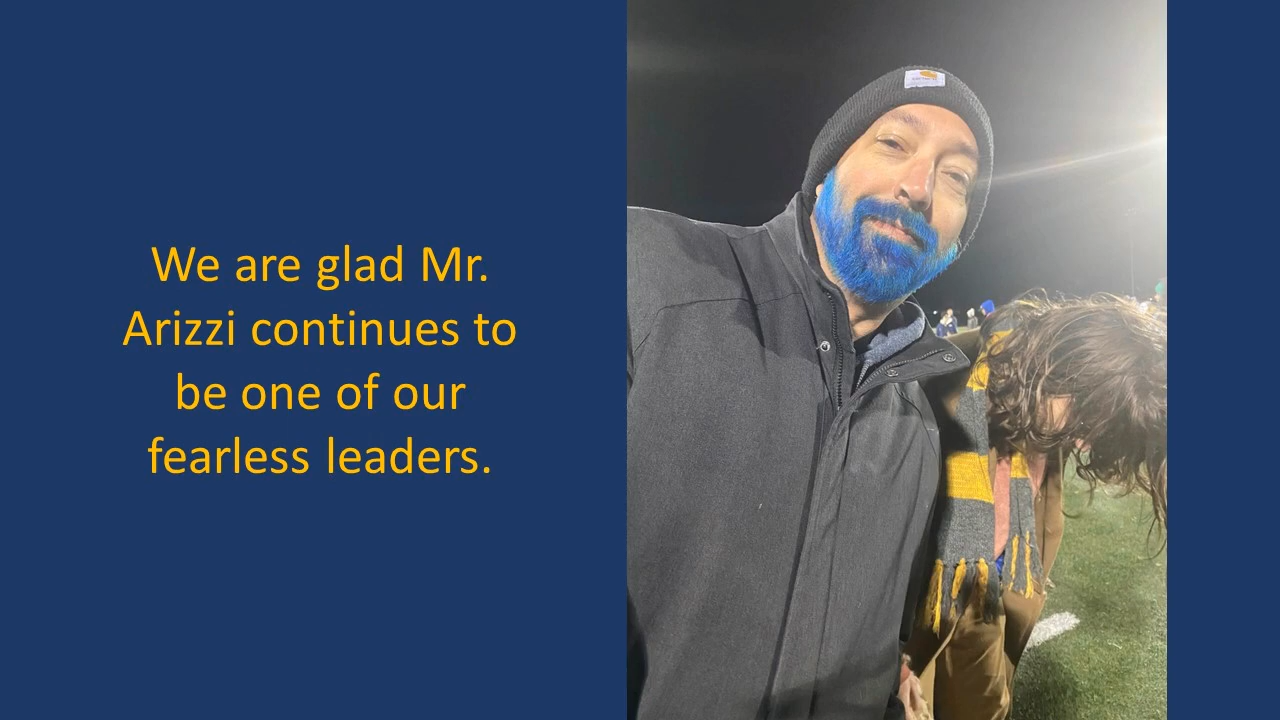 We are glad Mr.
Arizzi continues to
be one of our
fearless leaders.